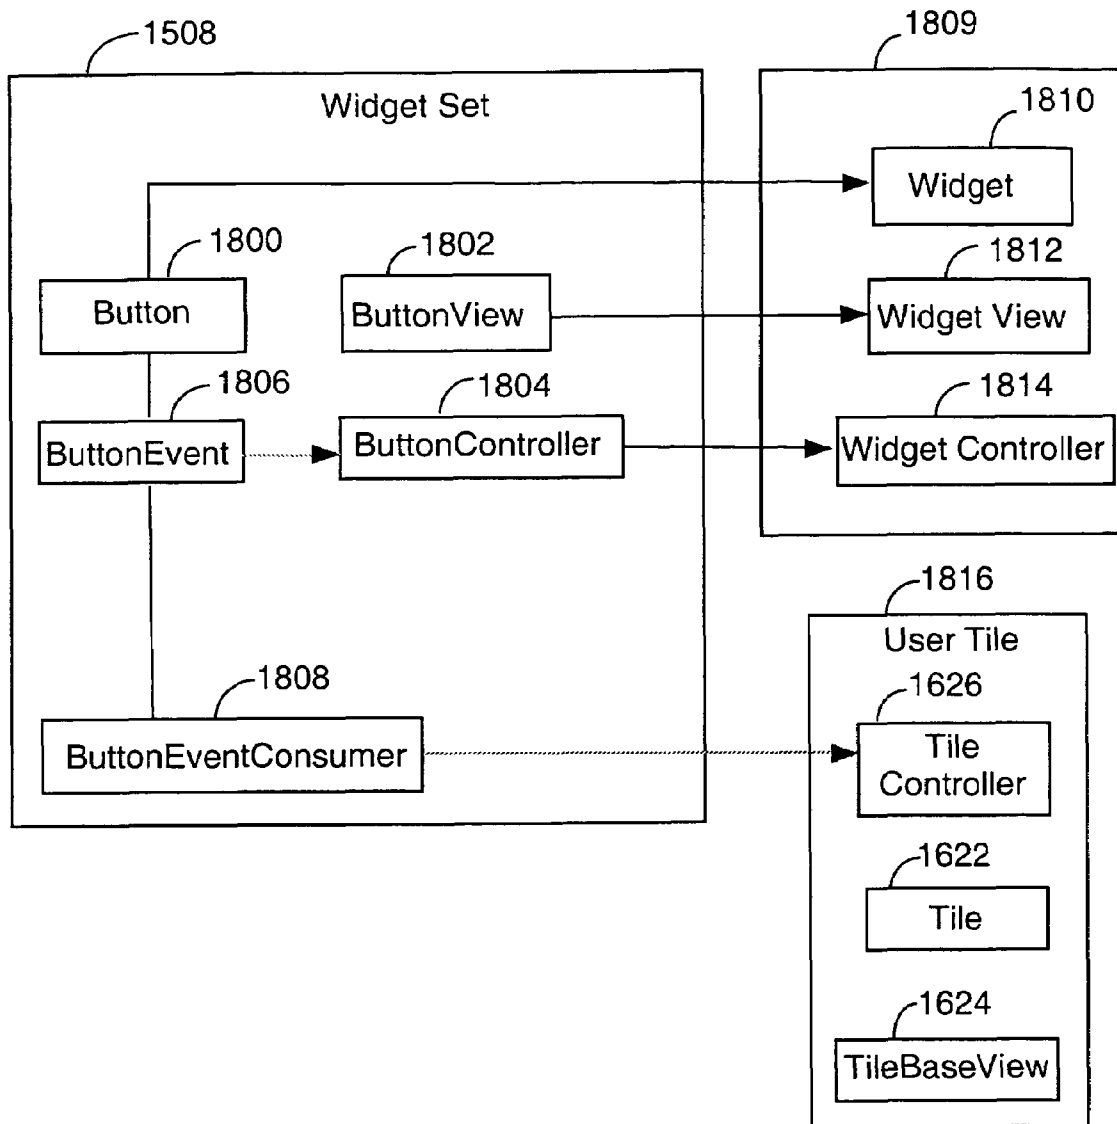 1508
1809
Widget Set
1810
Widget
1800
1802
1812
Button
ButtonView
Widget View
1806
1804
1814
ButtonEvent
ButtonController
Widget Controller
1816
User Tile
1808
1626
ButtonEventConsumer
Tile
Controller
1622
Tile
1624
TileBaseView